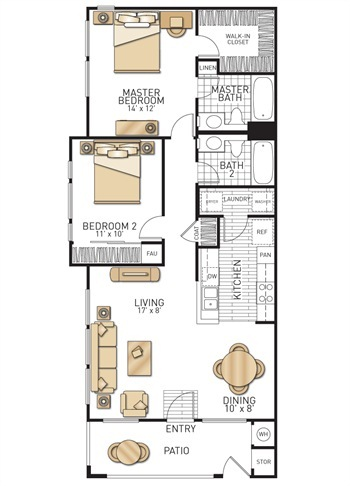 WALK-IN
CLOSET
LINEN
MASTER
BEDROOM
14' x 12'
MASTER
BATH
BATH
2
BEDROOM 2
11' x 10'
FAU
LAUNDRY
DRYER
WASHER
COAT
REF
PAN
KITCHEN
DW
LIVING
17' x 8'
DINING
10' x 8'
ENTRY
PATIO
WH
STOR